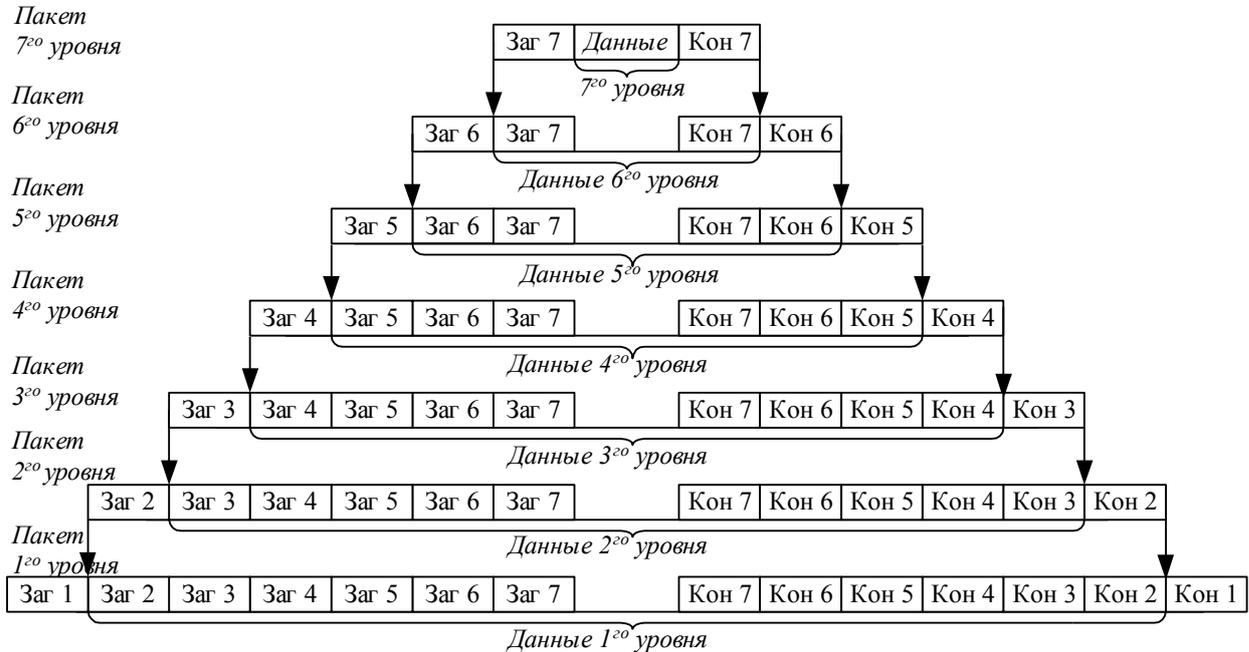 Пакет
7го уровня
Заг 7 Данные Кон 7
7го уровня
Пакет
6го уровня
Заг 6 Заг 7 Кон 7 Кон 6
Данные 6го уровня
Пакет
5го уровня
Заг 5 Заг 6 Заг 7 Кон 7 Кон 6 Кон 5
Данные 5го уровня
Пакет
4го уровня
Заг 4 Заг 5 Заг 6 Заг 7 Кон 7 Кон 6 Кон 5 Кон 4
Данные 4го уровня
Пакет
3го уровня
Заг 3 Заг 4 Заг 5 Заг 6 Заг 7 Кон 7 Кон 6 Кон 5 Кон 4 Кон 3
Данные 3го уровня
Пакет
2го уровня
Заг 2 Заг 3 Заг 4 Заг 5 Заг 6 Заг 7 Кон 7 Кон 6 Кон 5 Кон 4 Кон 3 Кон 2
Данные 2го уровня
Пакет
1го уровня
Заг 1 Заг 2 Заг 3 Заг 4 Заг 5 Заг 6 Заг 7 Кон 7 Кон 6 Кон 5 Кон 4 Кон 3 Кон 2 Кон 1
Данные 1го уровня